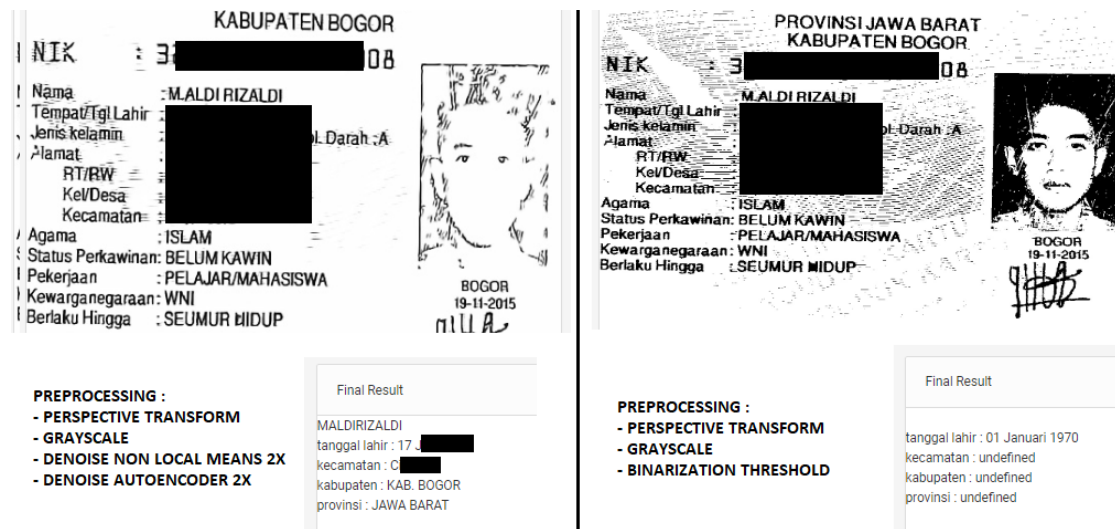 KABUPATEN BOGOR
NIK : 3 08
Nama : M.ALDI RIZALDI
Tempat/Tgl Lahir :
Jenis kelamin Darah : A
Alamat
RT/RW
Kel/Desa
Kecamatan :
Agama : ISLAM
Status Perkawinan: BELUM KAWIN
Pekerjaan : PELAJAR/MAHASISWA
Kewarganegaraan: WNI
Berlaku Hingga : SEUMUR HIDUP
BOGOR
19-11-2015
PREPROCESSING :
- PERSPECTIVE TRANSFORM
- GRAYSCALE
- DENOISE NON LOCAL MEANS 2X
- DENOISE AUTOENCODER 2X
Final Result
MALDIRIZALDI
tanggal lahir : 17 J
kecamatan : C
kabupaten : KAB. BOGOR
provinsi : JAWA BARAT
PROVINSI JAWA BARAT
KABUPATEN BOGOR
NIK : 3 08
Nama M.ALDI RIZALDI
Tempat/Tgl Lahir
Jenis kelamin Darah : A
Alamat
RT/RW
Kel/Desa
Kecamatan
Agama : ISLAM
Status Perkawinan: BELUM KAWIN
Pekerjaan : PELAJAR/MAHASISWA
Kewarganegaraan: WNI
Berlaku Hingga : SEUMUR HIDUP
BOGOR
19-11-2015
PREPROCESSING :
- PERSPECTIVE TRANSFORM
- GRAYSCALE
- BINARIZATION THRESHOLD
Final Result
tanggal lahir : 01 Januari 1970
kecamatan : undefined
kabupaten : undefined
provinsi : undefined